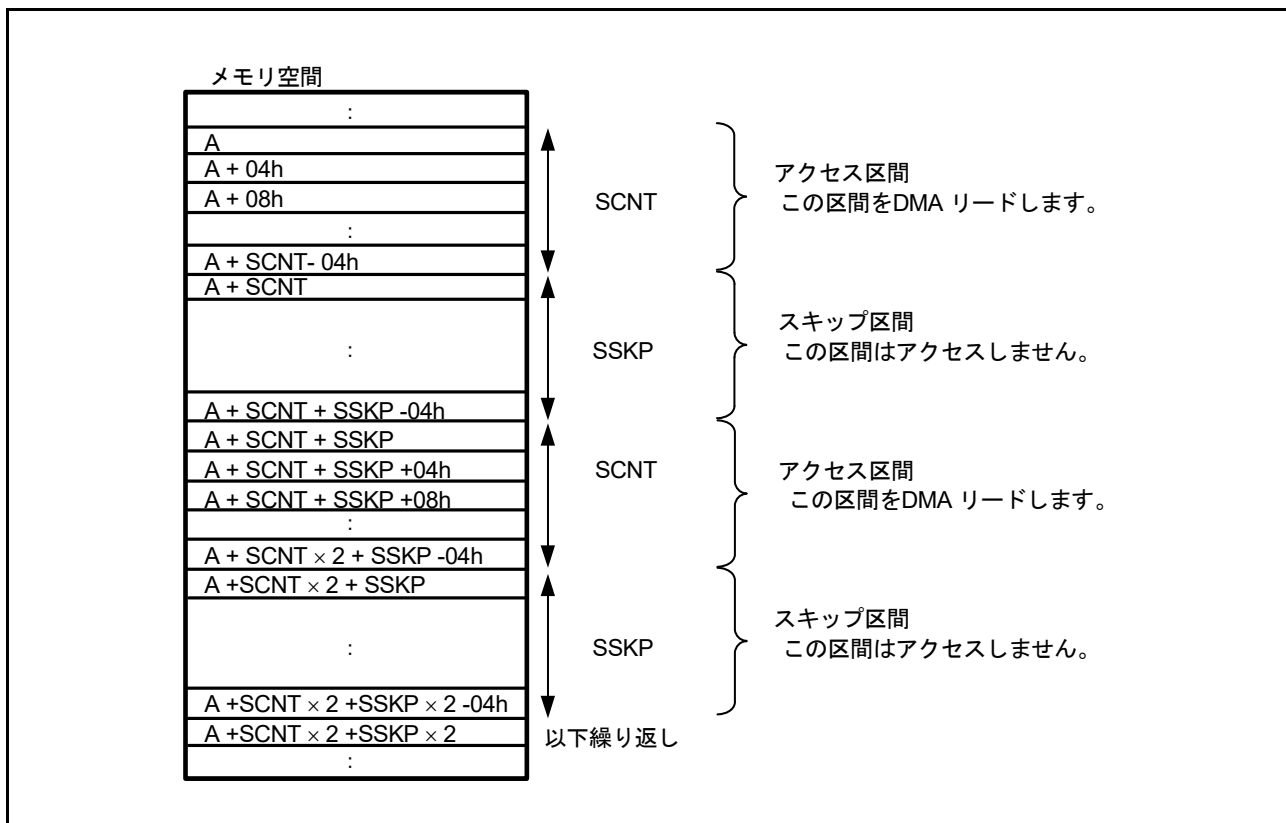 メモリ空間
:
A
A + 04h
A + 08h
:
A + SCNT- 04h
A + SCNT
:
A + SCNT + SSKP -04h
A + SCNT + SSKP
A + SCNT + SSKP +04h
A + SCNT + SSKP +08h
:
A + SCNT × 2 + SSKP -04h
A +SCNT × 2 + SSKP
:
A +SCNT × 2 +SSKP × 2 -04h
A +SCNT × 2 +SSKP × 2
:
SCNT
SSKP
SCNT
SSKP
以下繰り返し
アクセス区間
この区間をDMA リードします。
スキップ区間
この区間はアクセスしません。
アクセス区間
この区間をDMA リードします。
スキップ区間
この区間はアクセスしません。